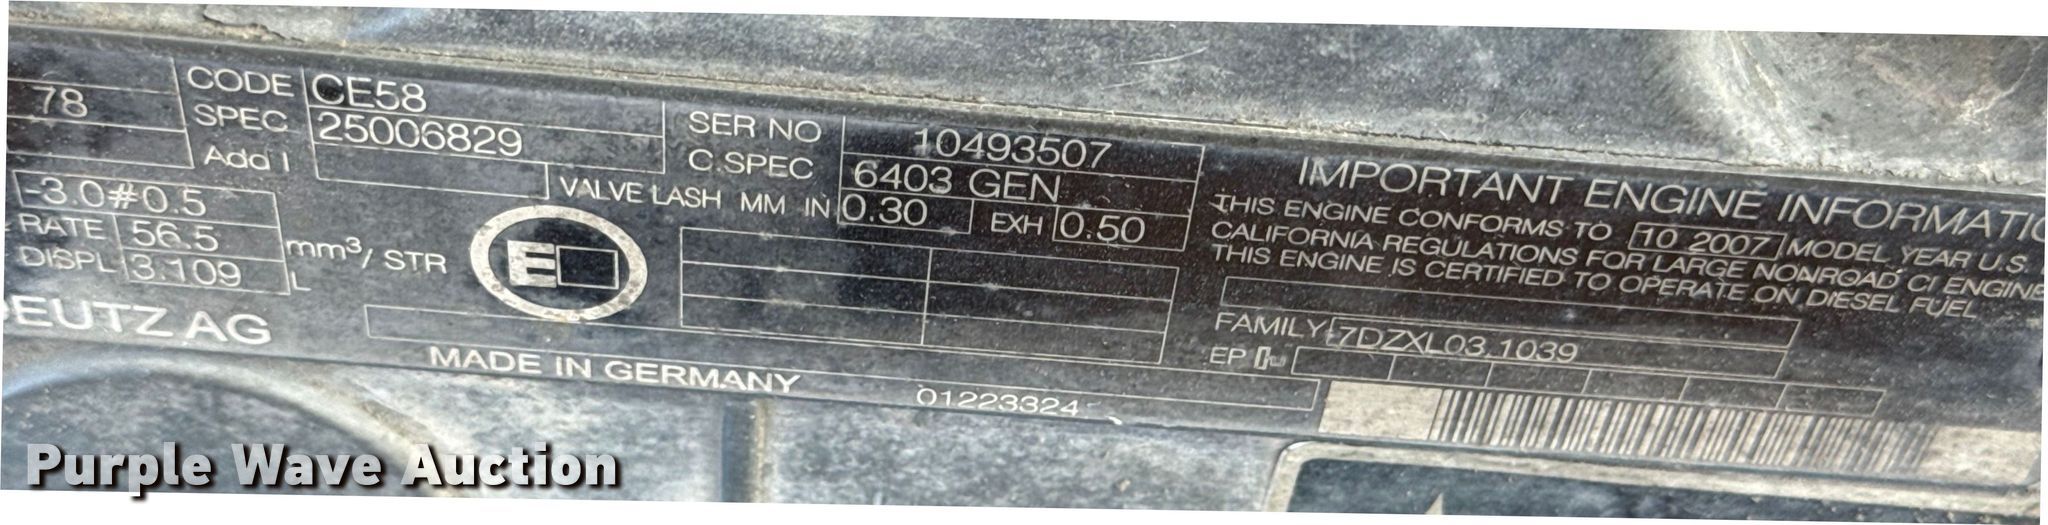 78
CODE CE58
SPEC 25006829
Add I
SER NO 10493507
C.SPEC 6403 GEN
VALVE LASH MM IN 0.30 EXH 0.50
-3.0#0.5
RATE 56.5 mm³/ STR
DISPL 3.109 L
DEUTZ AG
E
MADE IN GERMANY
01223324
IMPORTANT ENGINE INFORMATIO
THIS ENGINE CONFORMS TO 10 2007 MODEL YEAR U.S.
CALIFORNIA REGULATIONS FOR LARGE NONROAD CI ENGINE
THIS ENGINE IS CERTIFIED TO OPERATE ON DIESEL FUEL
FAMILY 7DZXL03.1039
EP
Purple Wave Auction